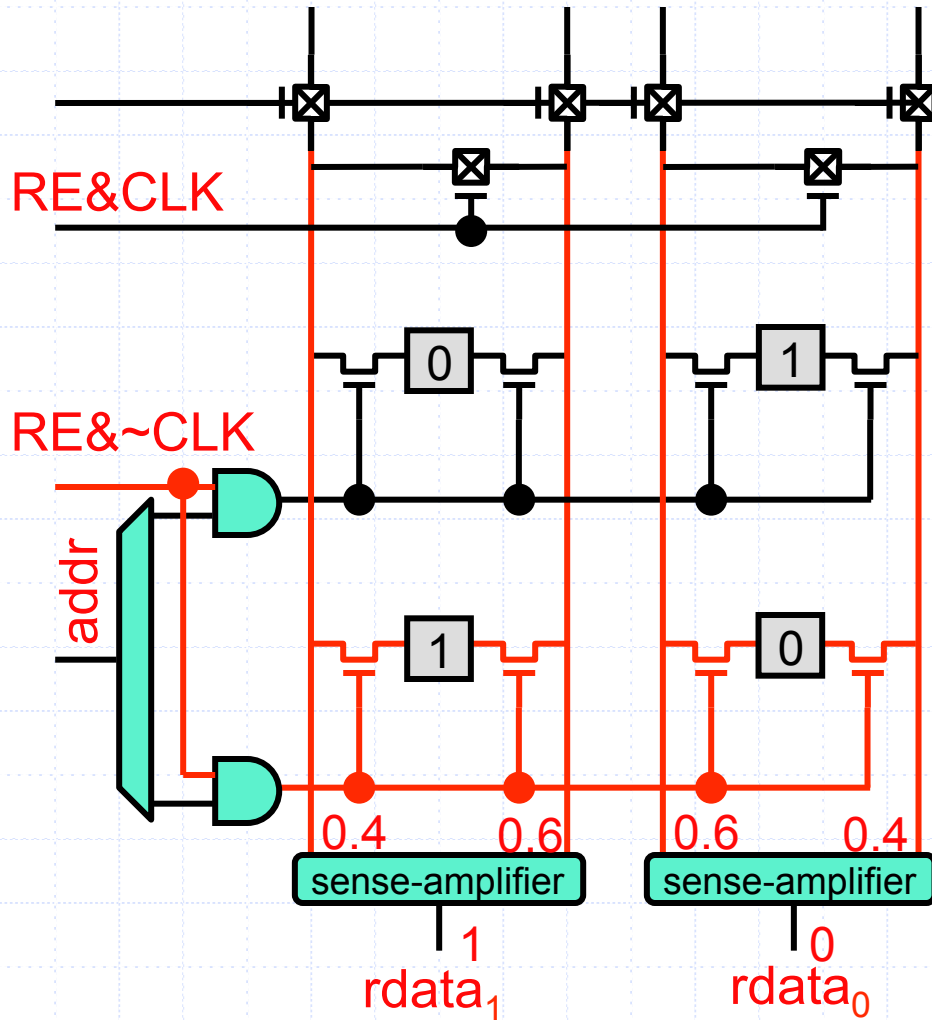 RE&CLK
0
1
RE&~CLK
addr
1
0
0.4
0.6
0.6
0.4
sense-amplifier
sense-amplifier
1
0
rdata₁
rdata₀